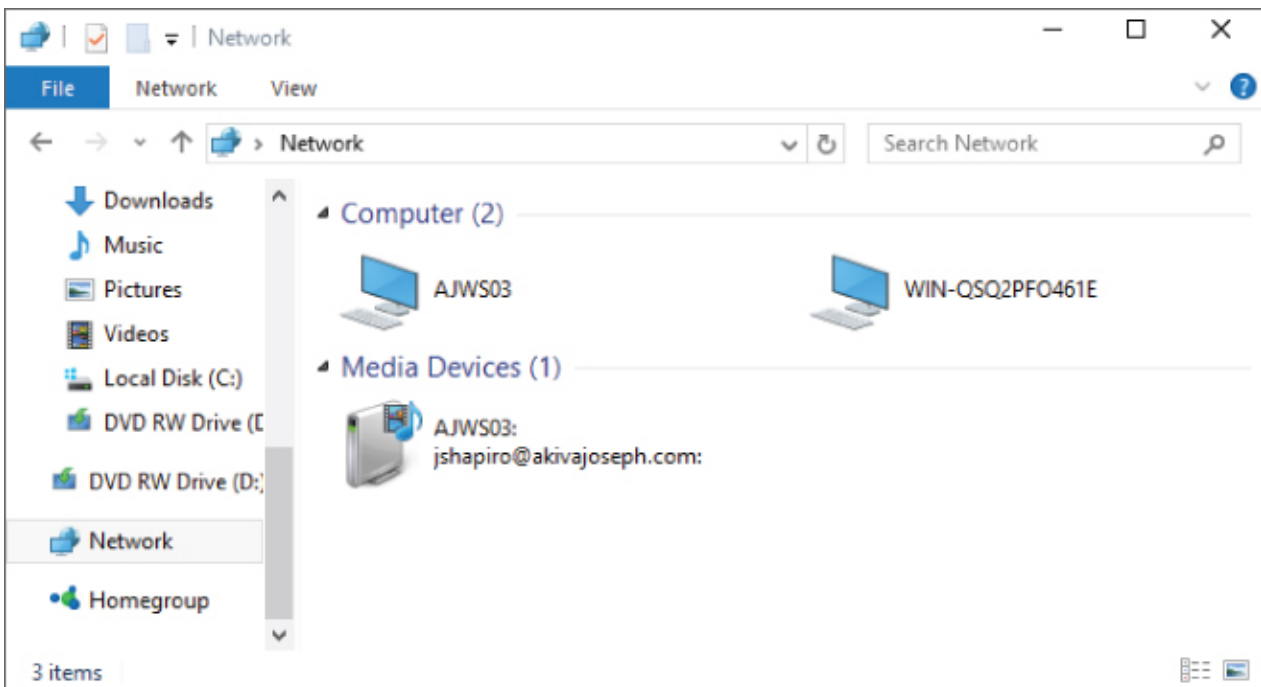 Network
File Network View
Network
Search Network
Downloads
Music
Pictures
Videos
Local Disk (C:)
DVD RW Drive (D
DVD RW Drive (D:)
Network
Homegroup
Computer (2)
AJWS03
WIN-QSQ2PFO461E
Media Devices (1)
AJWS03:
jshapiro@akivajoseph.com:
3 items